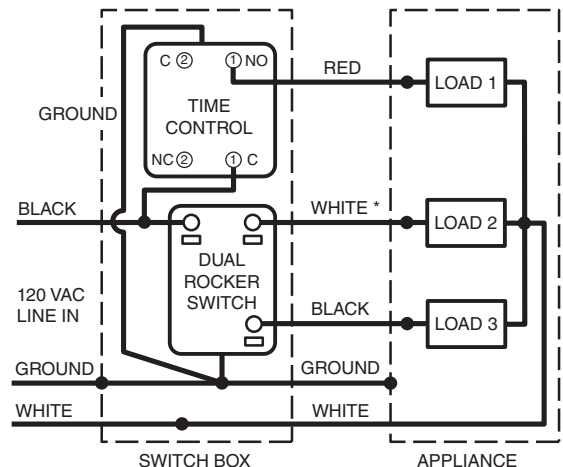 C ② ① NO
RED
LOAD 1
GROUND
TIME
CONTROL
NC ② ① C
BLACK
WHITE *
LOAD 2
DUAL
ROCKER
SWITCH
120 VAC
LINE IN
BLACK
LOAD 3
GROUND
GROUND
WHITE
WHITE
SWITCH BOX
APPLIANCE